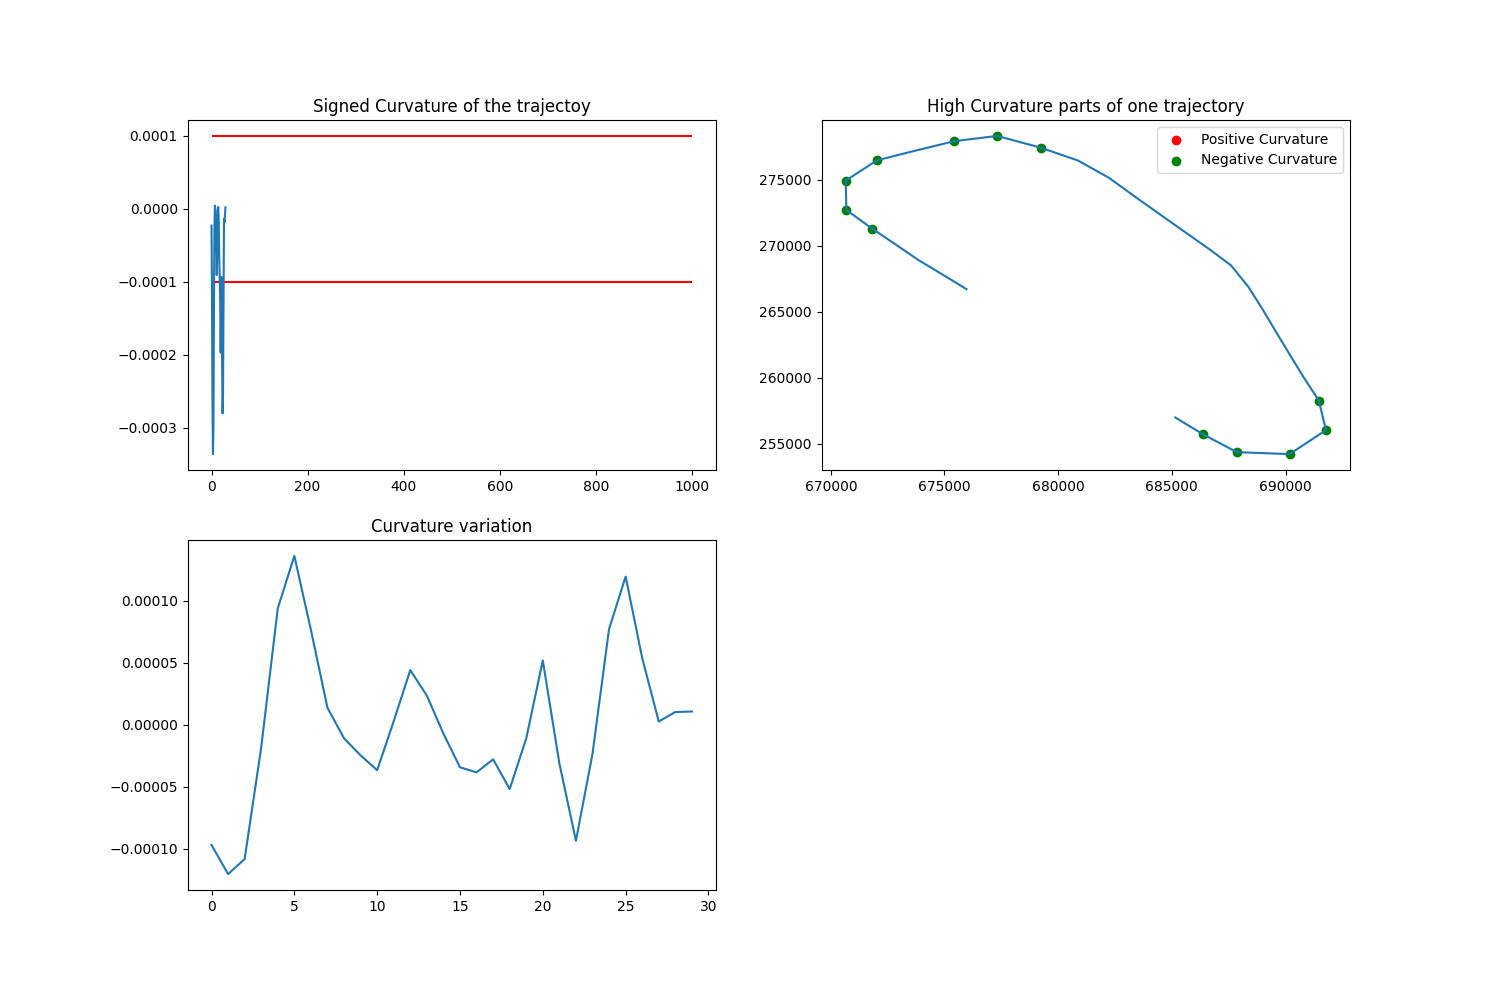 Signed Curvature of the trajectoy
0.0001
0.0000
−0.0001
−0.0002
−0.0003
0 200 400 600 800 1000
High Curvature parts of one trajectory
Positive Curvature
Negative Curvature
275000
270000
265000
260000
255000
670000 675000 680000 685000 690000
Curvature variation
0.00010
0.00005
0.00000
−0.00005
−0.00010
0 5 10 15 20 25 30